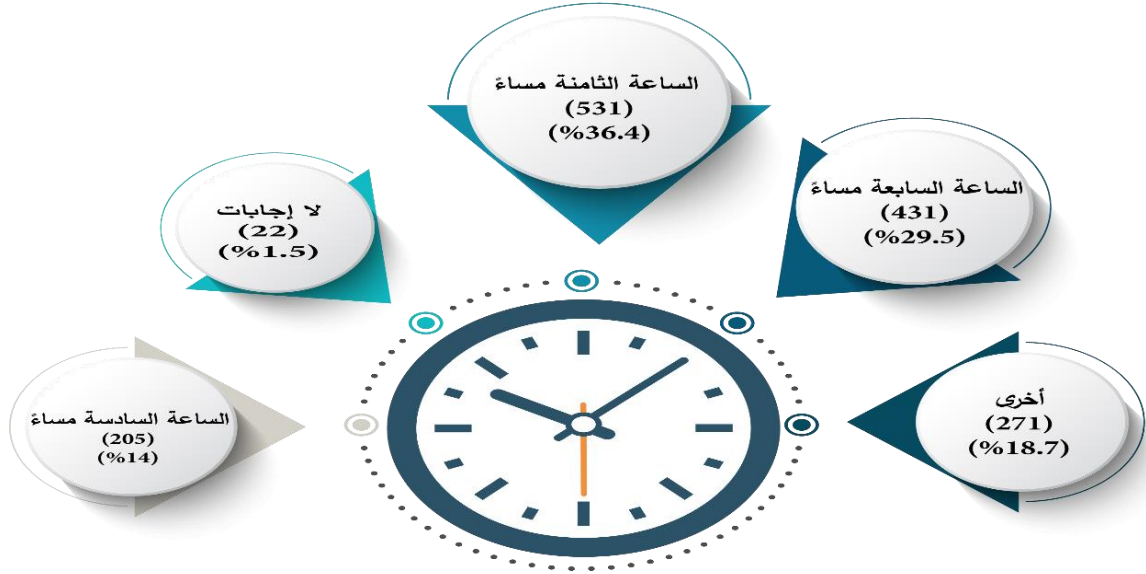 الساعة الثامنة مساءً
(531)
(%36.4)
الساعة السابعة مساءً
(431)
(%29.5)
لا إجابات
(22)
(%1.5)
أخرى
(271)
(%18.7)
الساعة السادسة مساءً
(205)
(%14)